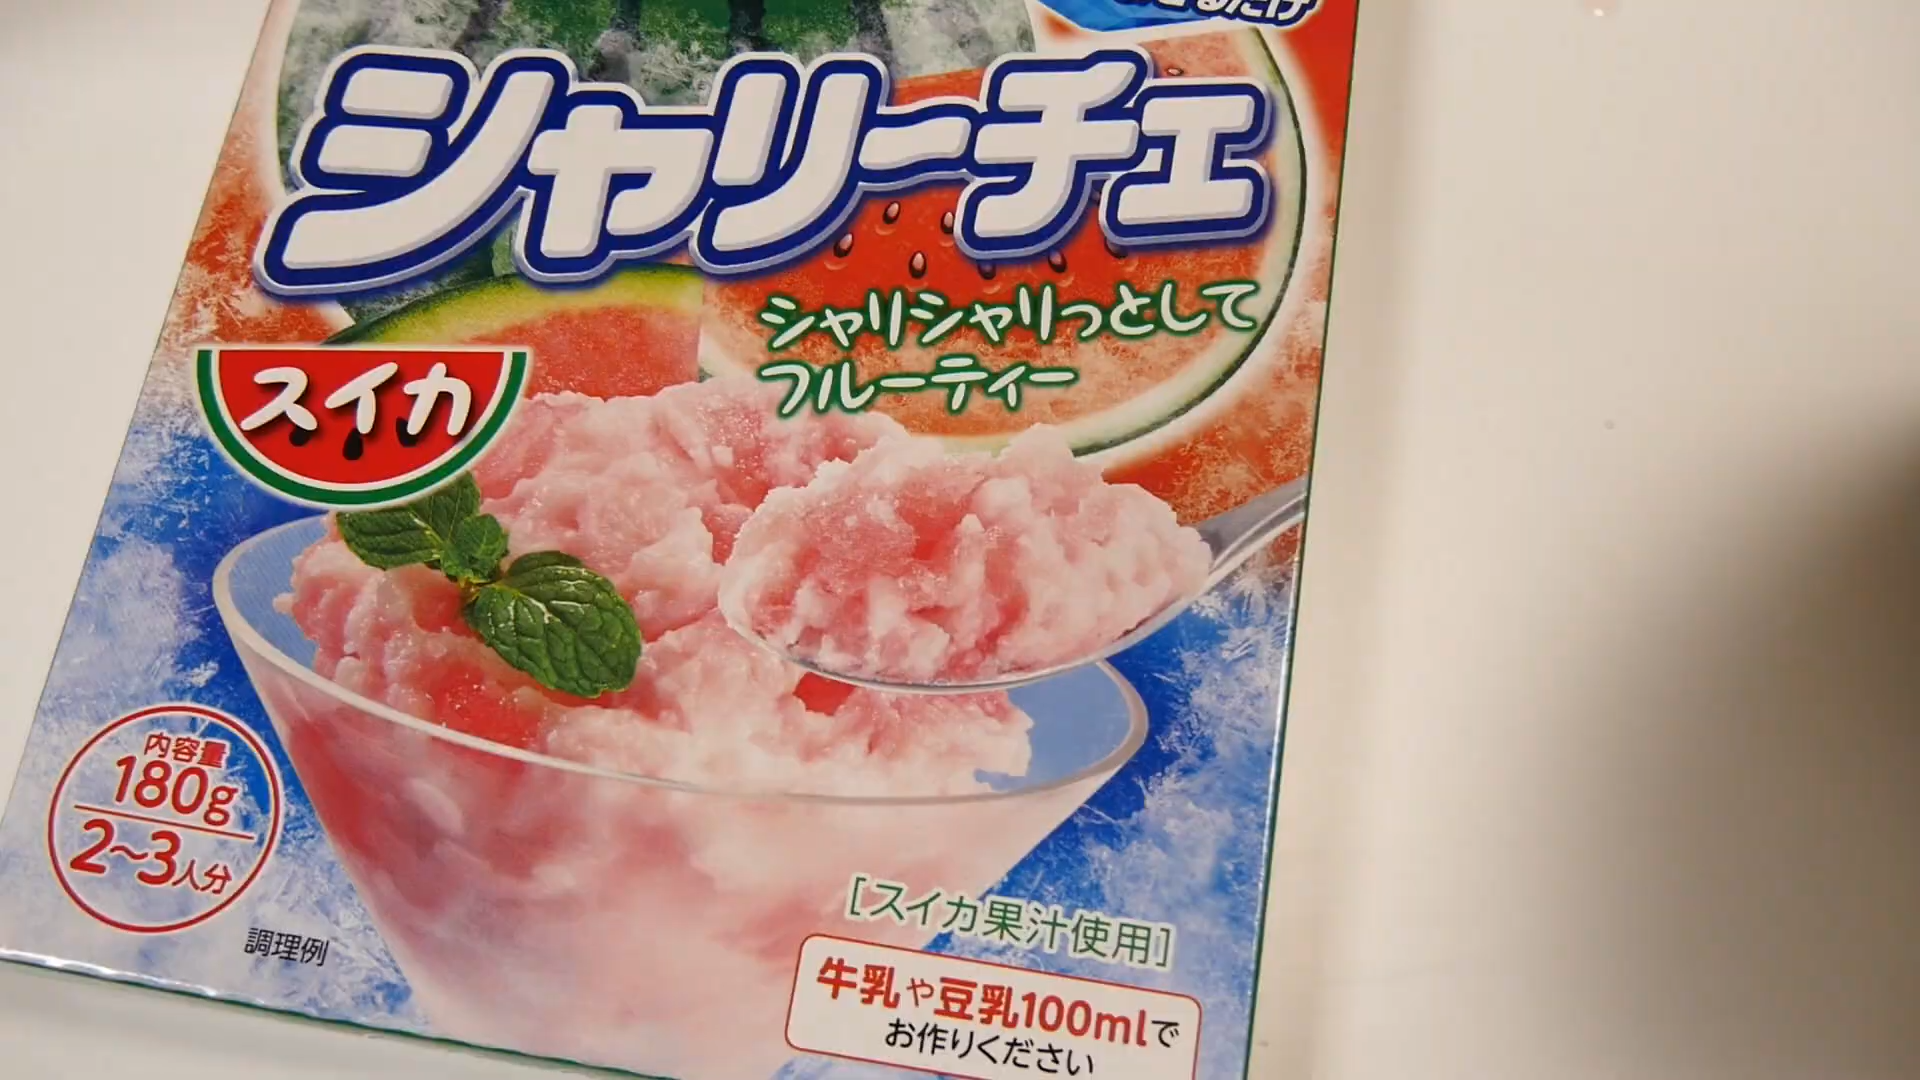 るだけ
シャリーチェ
シャリシャリっとして
フルーティー
スイカ
内容量
180g
2～3人分
調理例
[スイカ果汁使用]
牛乳や豆乳100mlで
お作りください